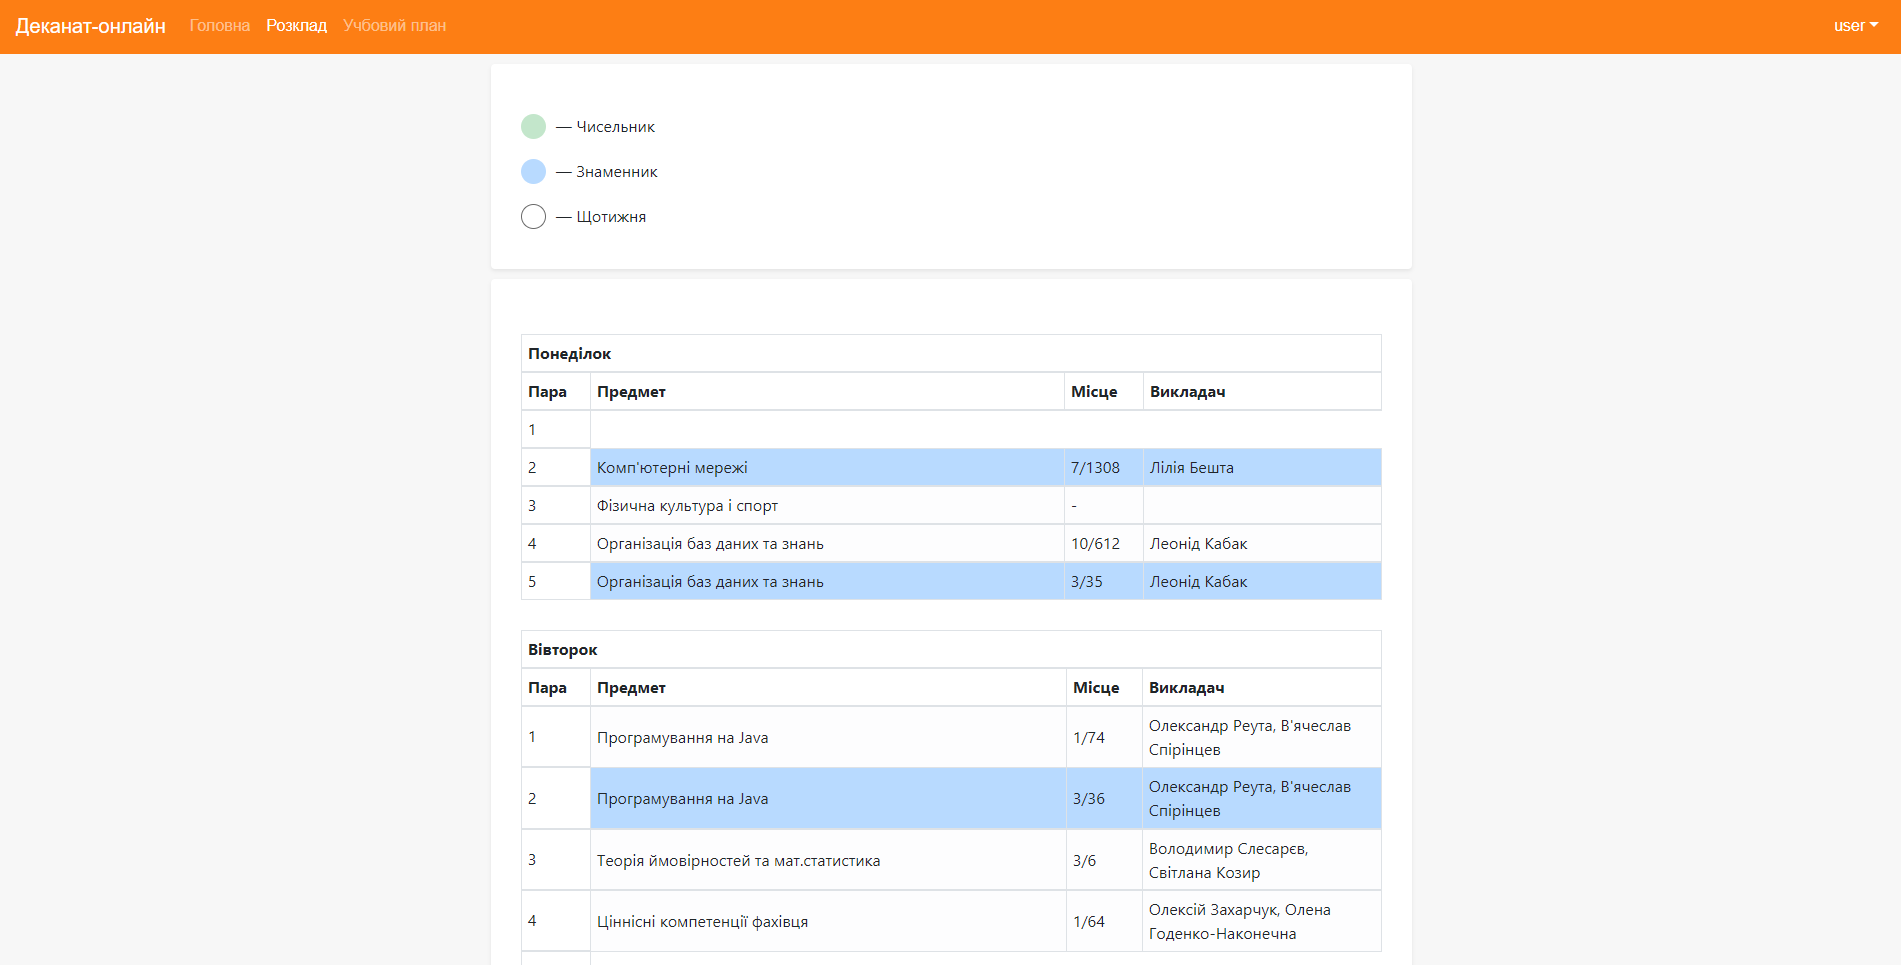 Деканат-онлайн Головна Розклад Учбовий план user
— Чисельник
— Знаменник
— Щотижня
Понеділок
Пара Предмет Місце Викладач
1
2 Комп'ютерні мережі 7/1308 Лілія Бешта
3 Фізична культура і спорт -
4 Організація баз даних та знань 10/612 Леонід Кабак
5 Організація баз даних та знань 3/35 Леонід Кабак
Вівторок
Пара Предмет Місце Викладач
1 Програмування на Java 1/74 Олександр Реута, В'ячеслав
Спірінцев
2 Програмування на Java 3/36 Олександр Реута, В'ячеслав
Спірінцев
3 Теорія ймовірностей та мат.статистика 3/6 Володимир Слесарєв,
Світлана Козир
4 Ціннісні компетенції фахівця 1/64 Олексій Захарчук, Олена
Годенко-Наконечна